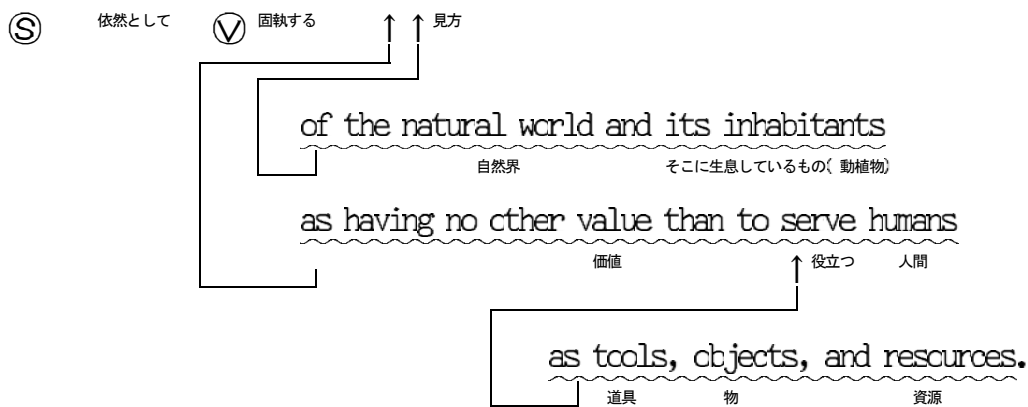 Ⓢ 依然として Ⓥ 固執する 見方
of the natural world and its inhabitants
自然界 そこに生息しているもの(動植物)
as having no other value than to serve humans
価値 役立つ 人間
as tools, objects, and resources.
道具 物 資源